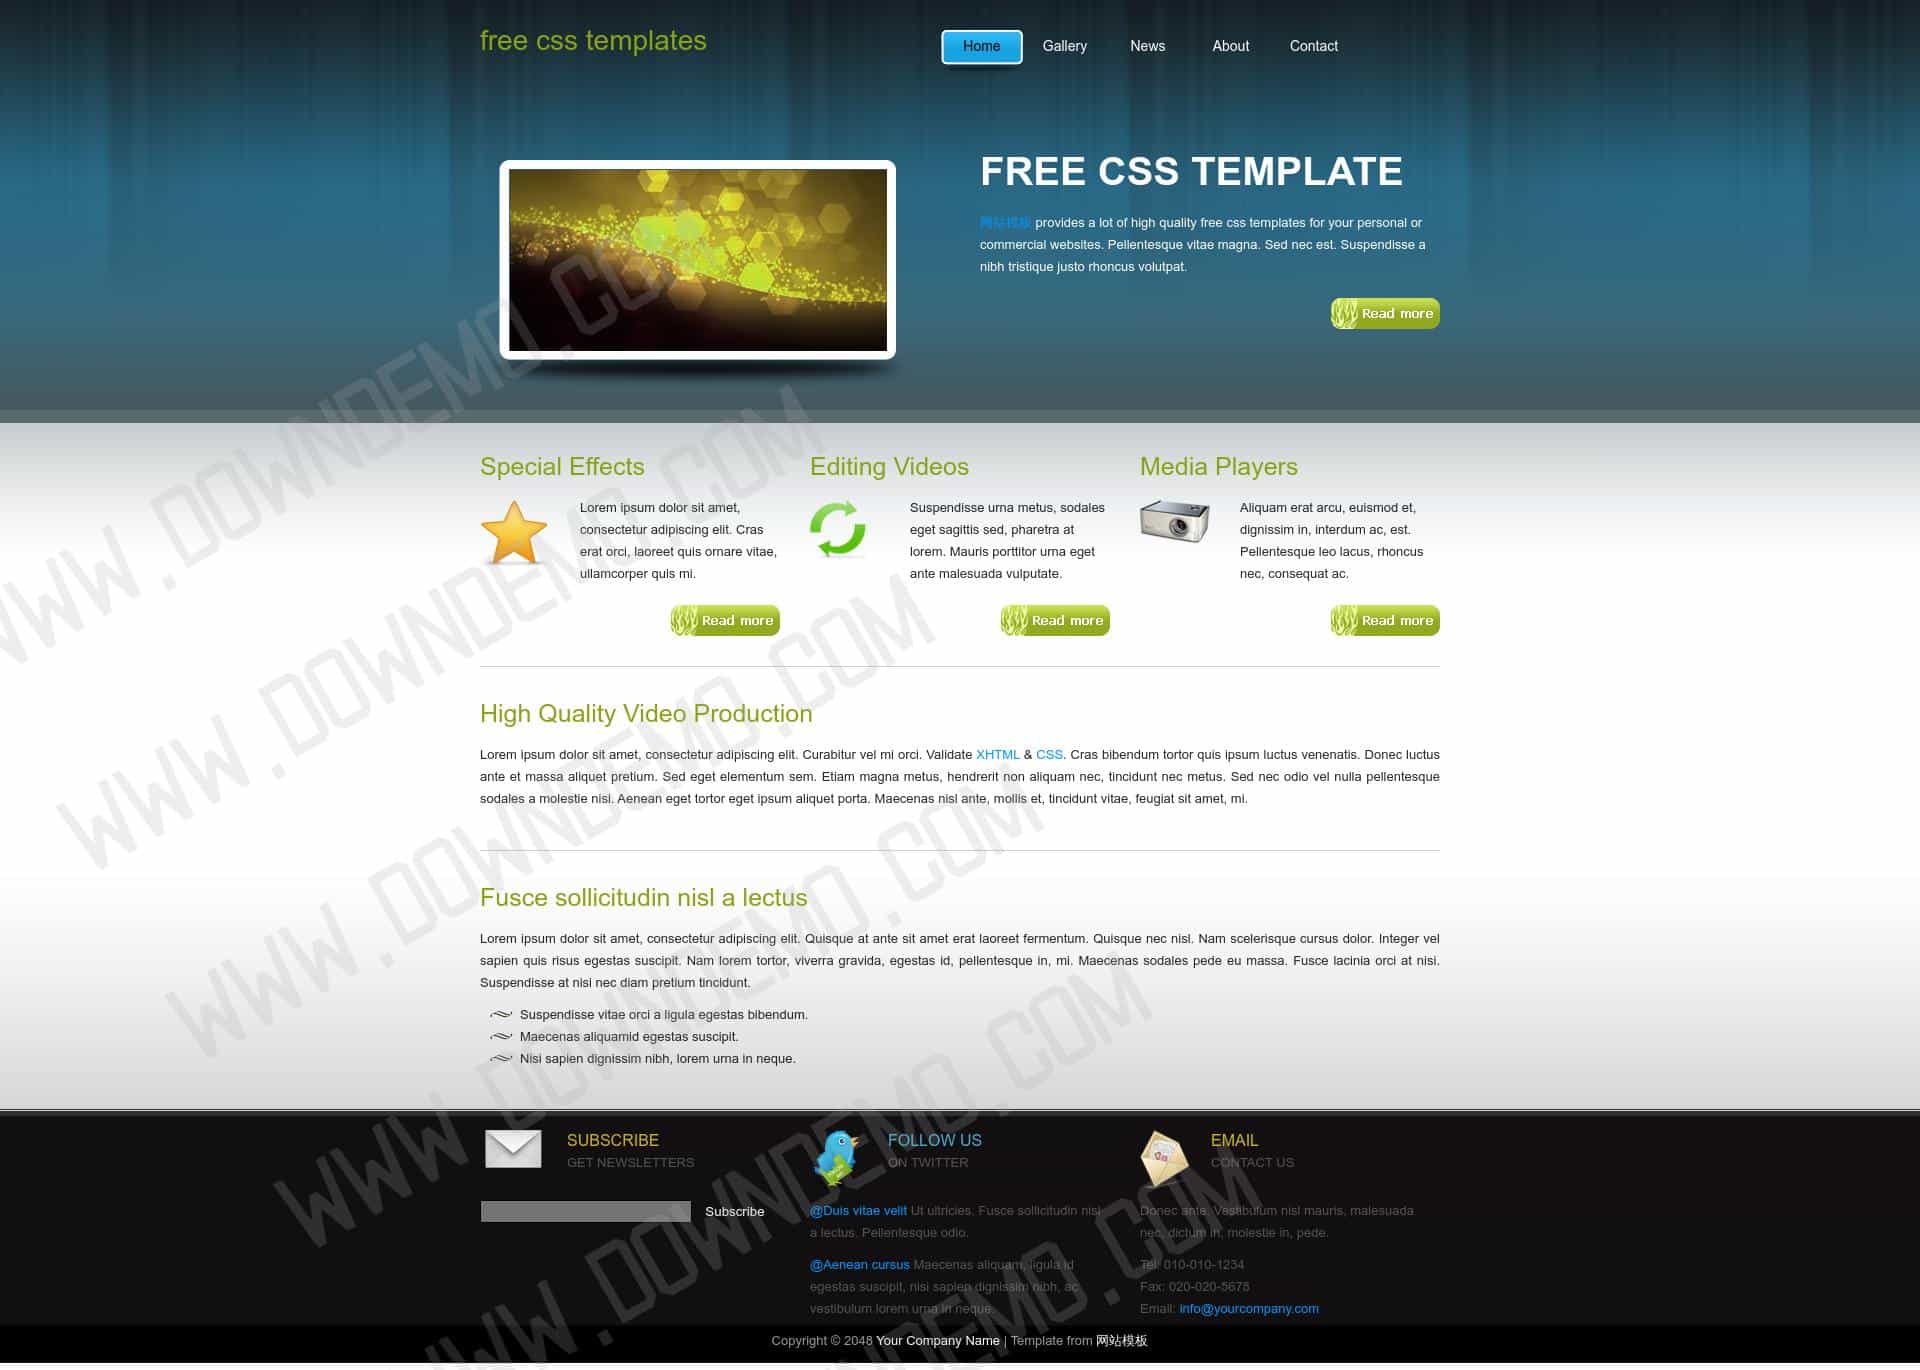 free css templates
Home Gallery News About Contact
FREE CSS TEMPLATE
网站模板 provides a lot of high quality free css templates for your personal or
commercial websites. Pellentesque vitae magna. Sed nec est. Suspendisse a
nibh tristique justo rhoncus volutpat.
Read more
Special Effects
Lorem ipsum dolor sit amet,
consectetur adipiscing elit. Cras
erat orci, laoreet quis ornare vitae,
ullamcorper quis mi.
Read more
Editing Videos
Suspendisse urna metus, sodales
eget sagittis sed, pharetra at
lorem. Mauris porttitor urna eget
ante malesuada vulputate.
Read more
Media Players
Aliquam erat arcu, euismod et,
dignissim in, interdum ac, est.
Pellentesque leo lacus, rhoncus
nec, consequat ac.
Read more
High Quality Video Production
Lorem ipsum dolor sit amet, consectetur adipiscing elit. Curabitur vel mi orci. Validate XHTML & CSS. Cras bibendum tortor quis ipsum luctus venenatis. Donec luctus
ante et massa aliquet pretium. Sed eget elementum sem. Etiam magna metus, hendrerit non aliquam nec, tincidunt nec metus. Sed nec odio vel nulla pellentesque
sodales a molestie nisi. Aenean eget tortor eget ipsum aliquet porta. Maecenas nisl ante, mollis et, tincidunt vitae, feugiat sit amet, mi.
Fusce sollicitudin nisl a lectus
Lorem ipsum dolor sit amet, consectetur adipiscing elit. Quisque at ante sit amet erat laoreet fermentum. Quisque nec nisl. Nam scelerisque cursus dolor. Integer vel
sapien quis risus egestas suscipit. Nam lorem tortor, viverra gravida, egestas id, pellentesque in, mi. Maecenas sodales pede eu massa. Fusce lacinia orci at nisi.
Suspendisse at nisi nec diam pretium tincidunt.
Suspendisse vitae orci a ligula egestas bibendum.
Maecenas aliquamid egestas suscipit.
Nisi sapien dignissim nibh, lorem urna in neque.
SUBSCRIBE
GET NEWSLETTERS
Subscribe
FOLLOW US
ON TWITTER
@Duis vitae velit Ut ultricies. Fusce sollicitudin nisi
a lectus. Pellentesque odio.
@Aenean cursus Maecenas aliquam, ligula id
egestas suscipit, nisi sapien dignissim nibh, ac
vestibulum lorem urna in neque.
EMAIL
CONTACT US
Donec ante. Vestibulum nisl mauris, malesuada
nec, dictum in, molestie in, pede.
Tel: 010-010-1234
Fax: 020-020-5678
Email: info@yourcompany.com
Copyright © 2048 Your Company Name | Template from 网站模板
WWW.DOWNDEMO.COM
WWW.DOWNDEMO.COM
WWW.DOWNDEMO.COM
WWW.DOWNDEMO.COM
WWW.DOWNDEMO.COM